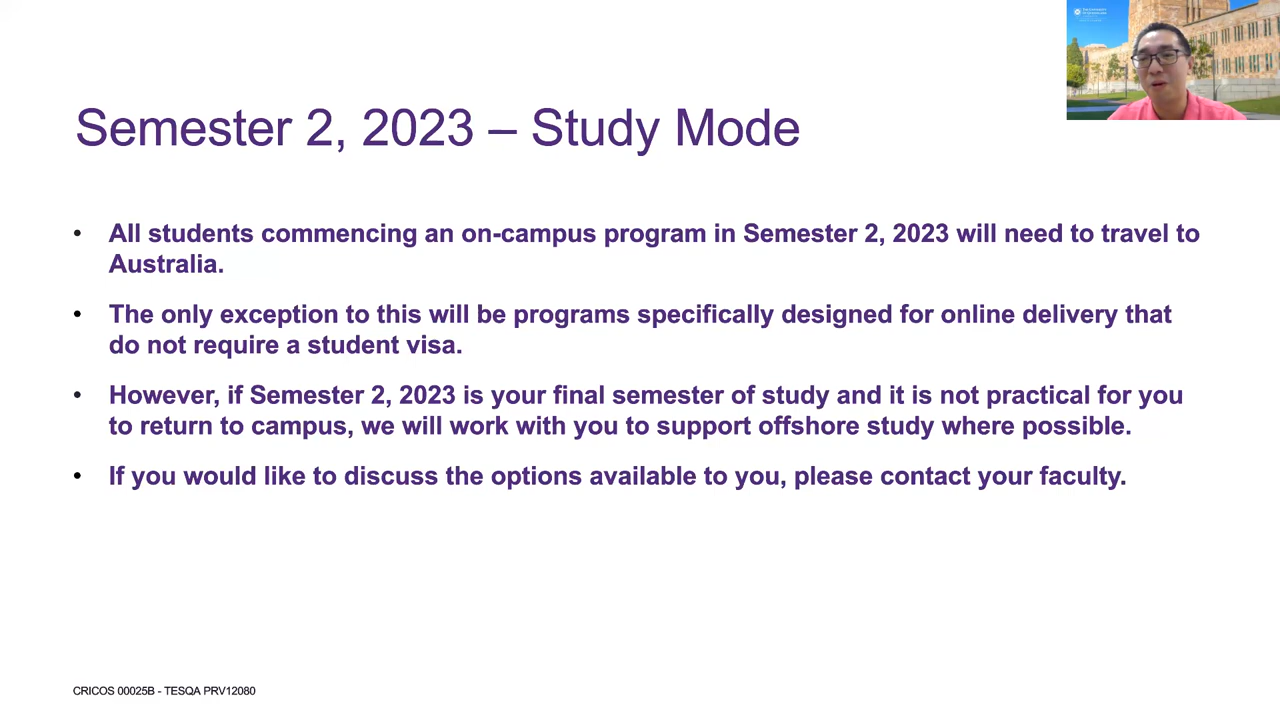 Semester 2, 2023 – Study Mode
• All students commencing an on-campus program in Semester 2, 2023 will need to travel to
Australia.
• The only exception to this will be programs specifically designed for online delivery that
do not require a student visa.
• However, if Semester 2, 2023 is your final semester of study and it is not practical for you
to return to campus, we will work with you to support offshore study where possible.
• If you would like to discuss the options available to you, please contact your faculty.
CRICOS 00025B - TESQA PRV12080